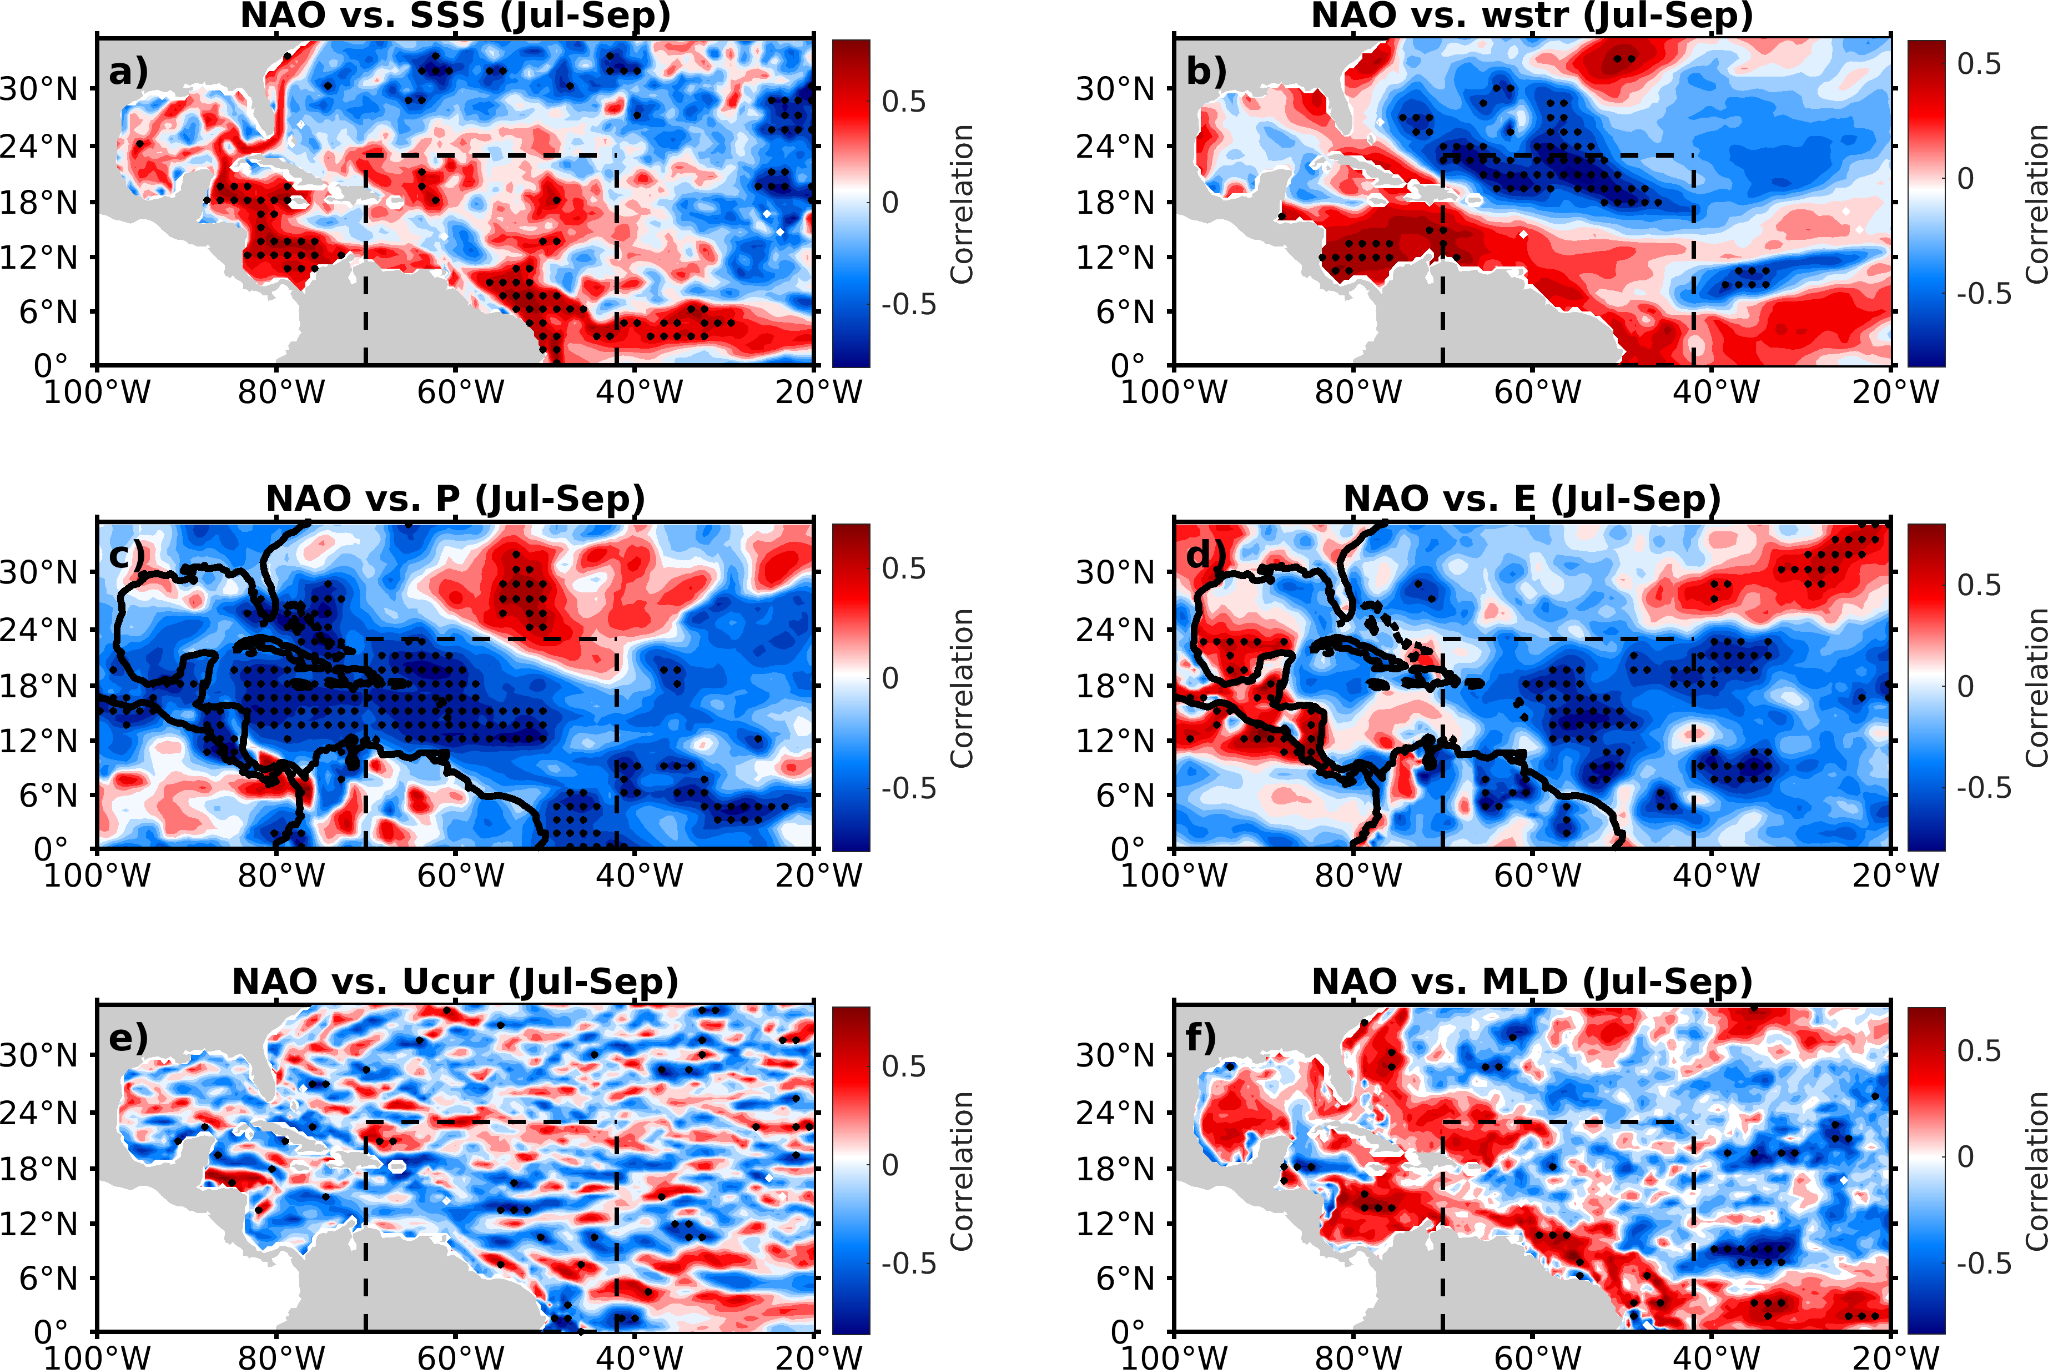 NAO vs. SSS (Jul-Sep)
a)
30°N
24°N
18°N
12°N
6°N
0°
100°W
80°W
60°W
40°W
20°W
0.5
0
-0.5
Correlation
NAO vs. wstr (Jul-Sep)
b)
30°N
24°N
18°N
12°N
6°N
0°
100°W
80°W
60°W
40°W
20°W
0.5
0
-0.5
Correlation
NAO vs. P (Jul-Sep)
c)
30°N
24°N
18°N
12°N
6°N
0°
100°W
80°W
60°W
40°W
20°W
0.5
0
-0.5
Correlation
NAO vs. E (Jul-Sep)
d)
30°N
24°N
18°N
12°N
6°N
0°
100°W
80°W
60°W
40°W
20°W
0.5
0
-0.5
Correlation
NAO vs. Ucur (Jul-Sep)
e)
30°N
24°N
18°N
12°N
6°N
0°
100°W
80°W
60°W
40°W
20°W
0.5
0
-0.5
Correlation
NAO vs. MLD (Jul-Sep)
f)
30°N
24°N
18°N
12°N
6°N
0°
100°W
80°W
60°W
40°W
20°W
0.5
0
-0.5
Correlation